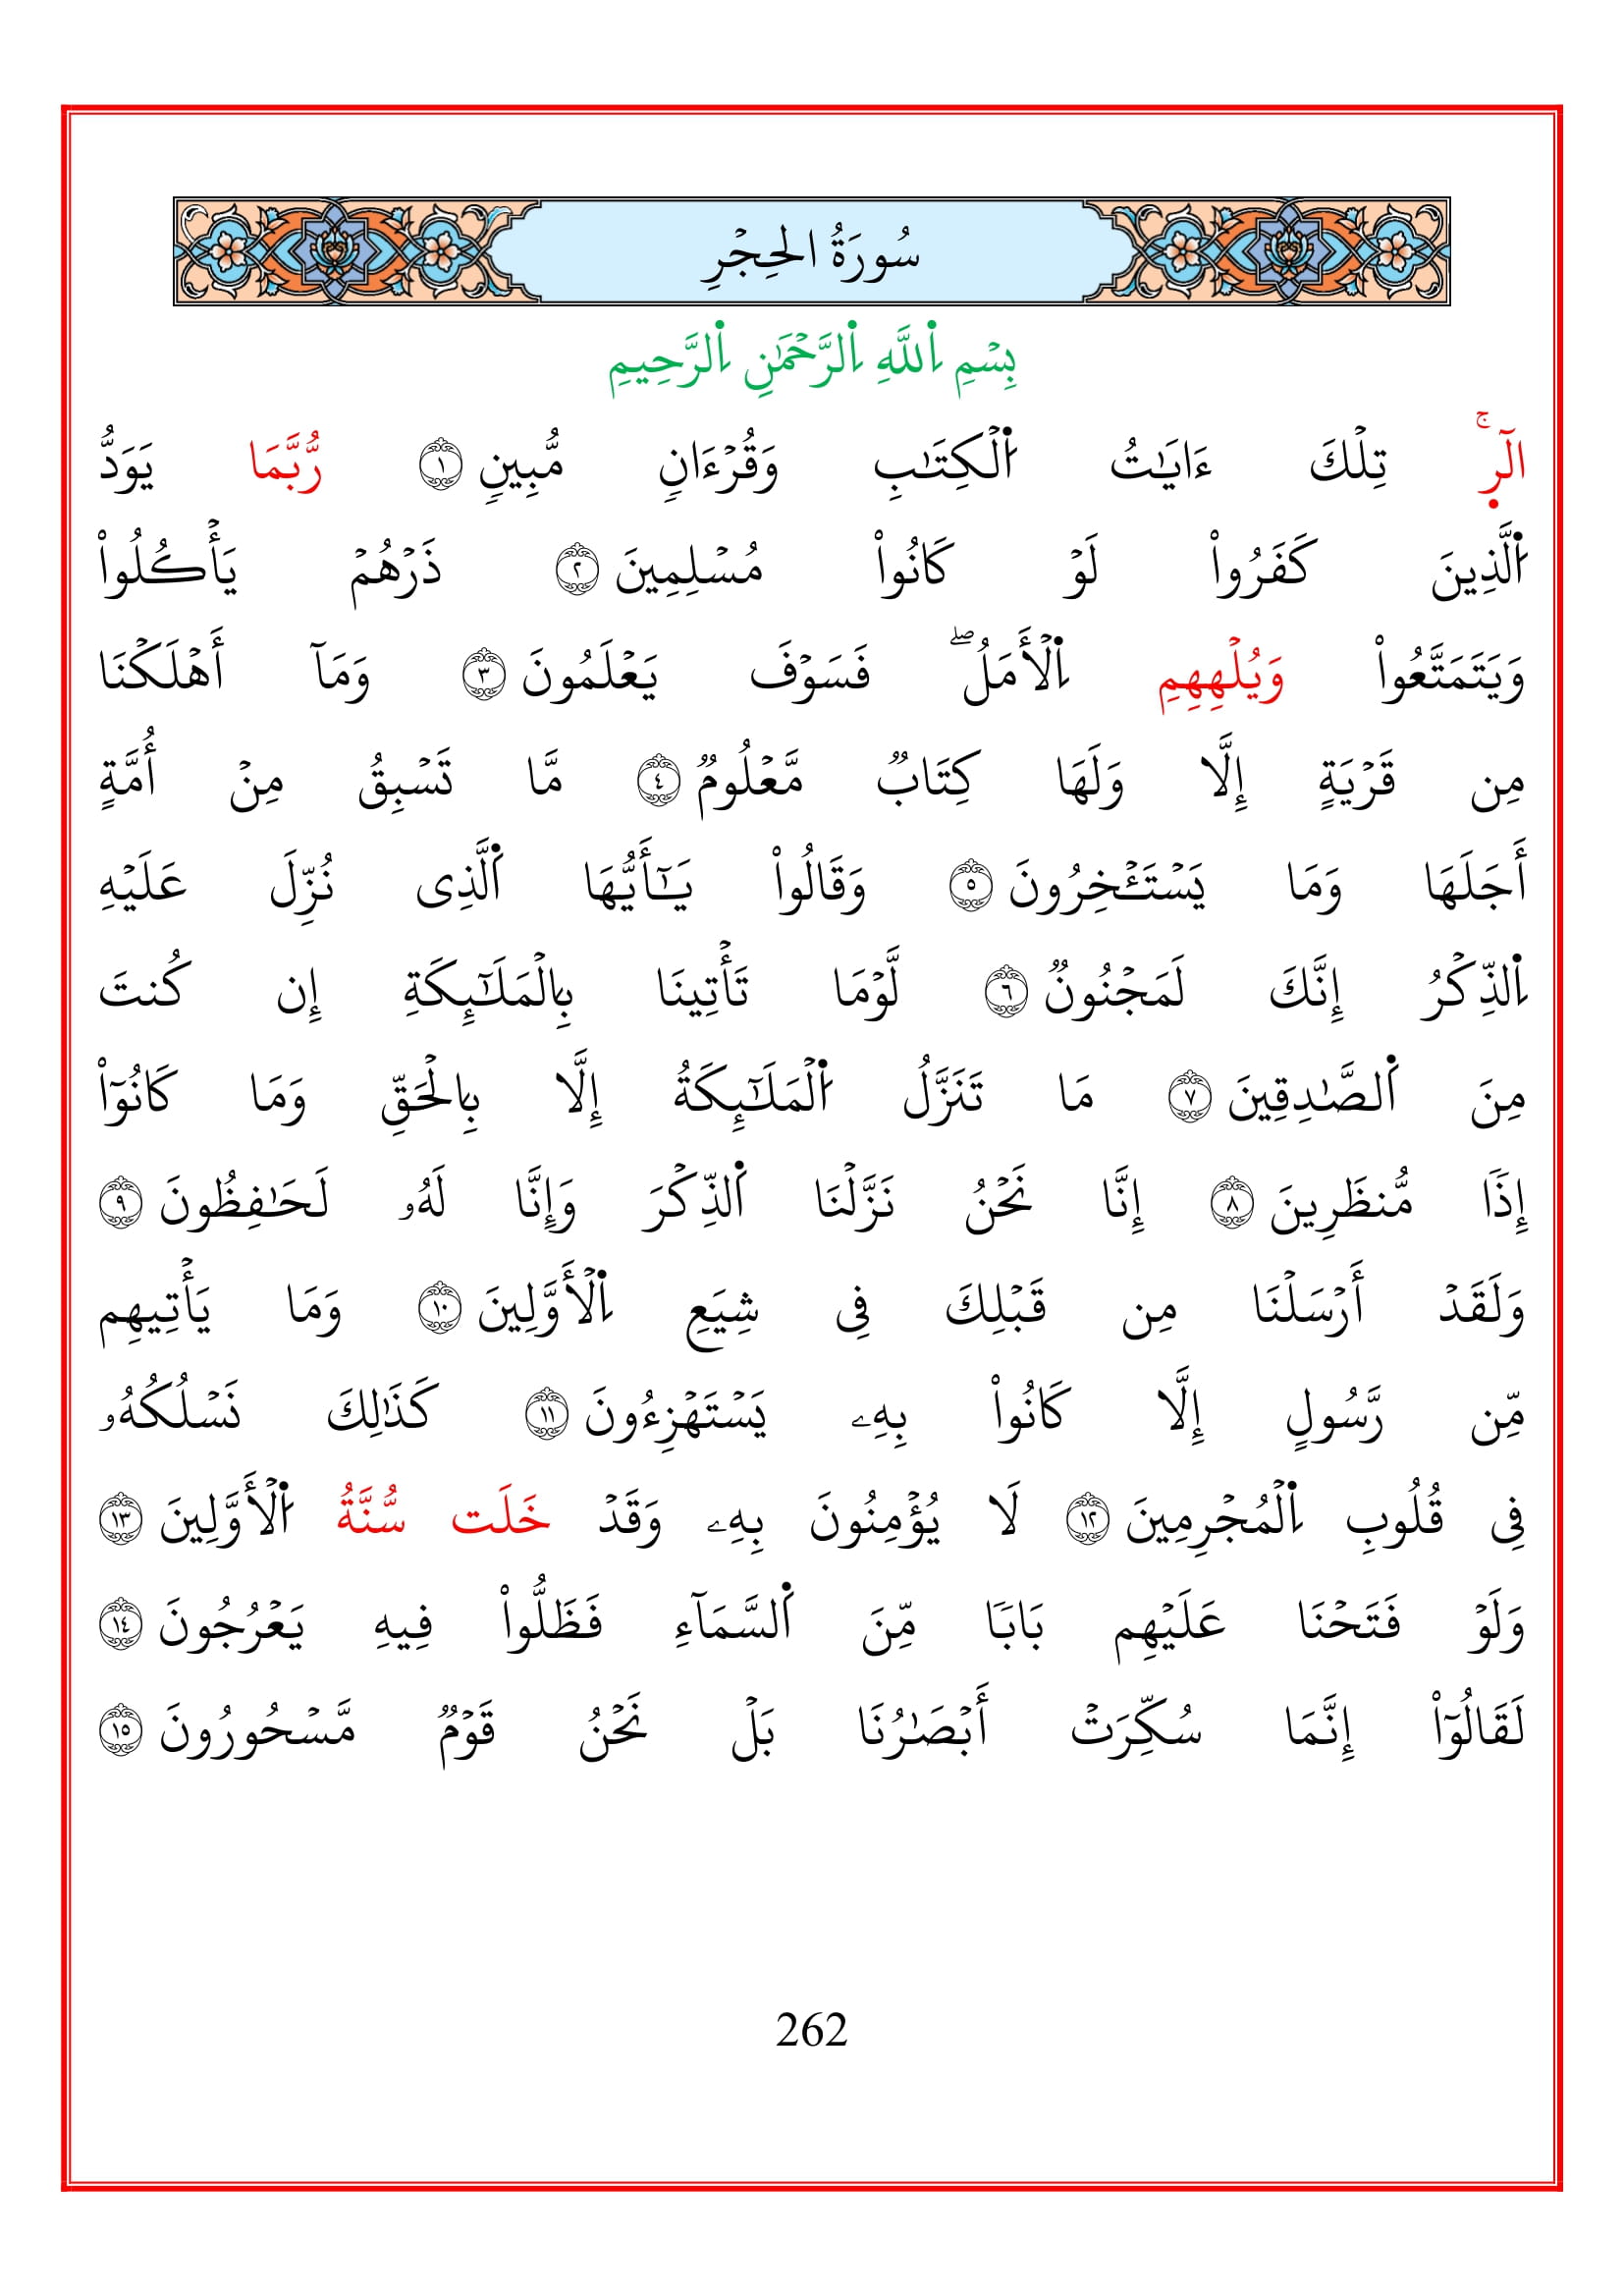 سُورَةُ الحِجۡرِ
بِسۡمِ ٱللَّهِ ٱلرَّحۡمَٰنِ ٱلرَّحِيمِ
الٓرۚ تِلۡكَ ءَايَٰتُ ٱلۡكِتَٰبِ وَقُرۡءَانٖ مُّبِينٖ ١ رُّبَّمَا يَوَدُّ
ٱلَّذِينَ كَفَرُواْ لَوۡ كَانُواْ مُسۡلِمِينَ ٢ ذَرۡهُمۡ يَأۡكُلُواْ
وَيَتَمَتَّعُواْ وَيُلۡهِهِمِ ٱلۡأَمَلُۖ فَسَوۡفَ يَعۡلَمُونَ ٣ وَمَآ أَهۡلَكۡنَا
مِن قَرۡيَةٍ إِلَّا وَلَهَا كِتَابٞ مَّعۡلُومٞ ٤ مَّا تَسۡبِقُ مِنۡ أُمَّةٍ
أَجَلَهَا وَمَا يَسۡتَـٔۡخِرُونَ ٥ وَقَالُواْ يَـٰٓأَيُّهَا ٱلَّذِى نُزِّلَ عَلَيۡهِ
ٱلذِّكۡرُ إِنَّكَ لَمَجۡنُونٞ ٦ لَّوۡمَا تَأۡتِينَا بِٱلۡمَلَـٰٓئِكَةِ إِن كُنتَ
مِنَ ٱلصَّـٰدِقِينَ ٧ مَا تَنَزَّلُ ٱلۡمَلَـٰٓئِكَةُ إِلَّا بِٱلۡحَقِّ وَمَا كَانُوٓاْ
إِذٗا مُّنظَرِينَ ٨ إِنَّا نَحۡنُ نَزَّلۡنَا ٱلذِّكۡرَ وَإِنَّا لَهُۥ لَحَـٰفِظُونَ ٩
وَلَقَدۡ أَرۡسَلۡنَا مِن قَبۡلِكَ فِى شِيَعِ ٱلۡأَوَّلِينَ ١٠ وَمَا يَأۡتِيهِم
مِّن رَّسُولٍ إِلَّا كَانُواْ بِهِۦ يَسۡتَهۡزِءُونَ ١١ كَذَٰلِكَ نَسۡلُكُهُۥ
فِى قُلُوبِ ٱلۡمُجۡرِمِينَ ١٢ لَا يُؤۡمِنُونَ بِهِۦ وَقَدۡ خَلَت سُّنَّةُ ٱلۡأَوَّلِينَ ١٣
وَلَوۡ فَتَحۡنَا عَلَيۡهِم بَابٗا مِّنَ ٱلسَّمَآءِ فَظَلُّواْ فِيهِ يَعۡرُجُونَ ١٤
لَقَالُوٓاْ إِنَّمَا سُكِّرَتۡ أَبۡصَـٰرُنَا بَلۡ نَحۡنُ قَوۡمٞ مَّسۡحُورُونَ ١٥
262